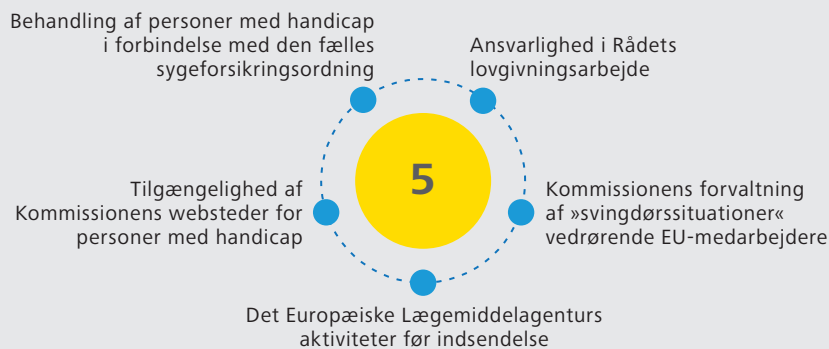 Behandling af personer med handicap
i forbindelse med den fælles
sygeforsikringsordning
Ansvarlighed i Rådets
lovgivningsarbejde
5
Tilgængelighed af
Kommissionens websteder for
personer med handicap
Kommissionens forvaltning
af »svingdørssituationer«
vedrørende EU-medarbejdere
Det Europæiske Lægemiddelagenturs
aktiviteter før indsendelse